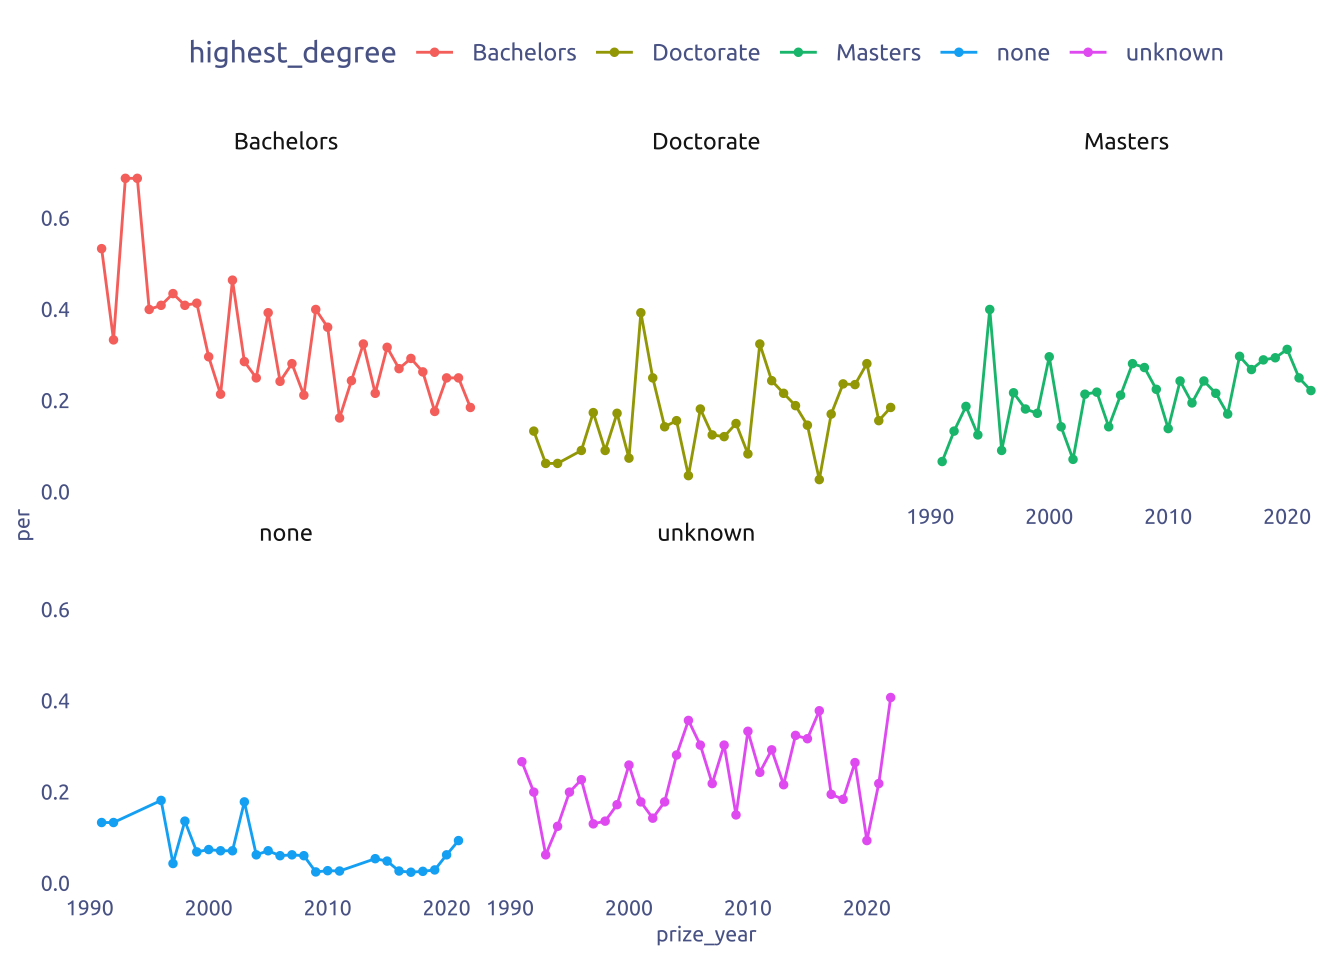 highest_degree Bachelors Doctorate Masters none unknown
Bachelors Doctorate Masters
0.6
0.4
0.2
0.0
1990 2000 2010 2020
per
none unknown
0.6
0.4
0.2
0.0
1990 2000 2010 2020 1990 2000 2010 2020
prize_year